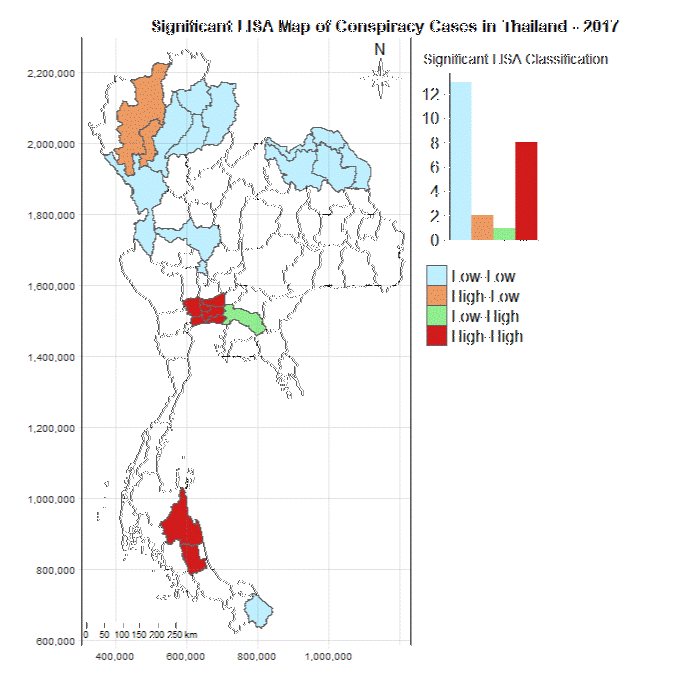 Significant LISA Map of Conspiracy Cases in Thailand - 2017
N
Significant LISA Classification
12
10
8
6
4
2
0
Low-Low
High-Low
Low-High
High-High
2,200,000
2,000,000
1,800,000
1,600,000
1,400,000
1,200,000
1,000,000
800,000
600,000
0 50 100 150 200 250 km
400,000 600,000 800,000 1,000,000